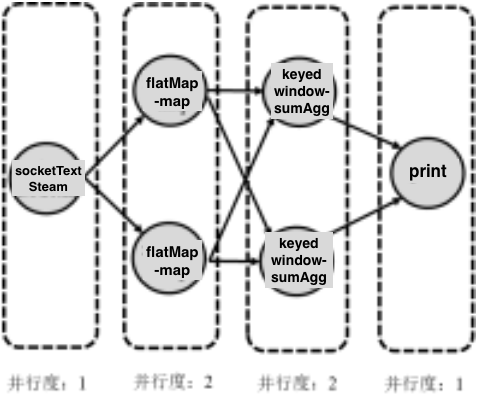 socketText
Steam
flatMap
-map
flatMap
-map
keyed
window-
sumAgg
keyed
window-
sumAgg
print
并行度：1
并行度：2
并行度：2
并行度：1